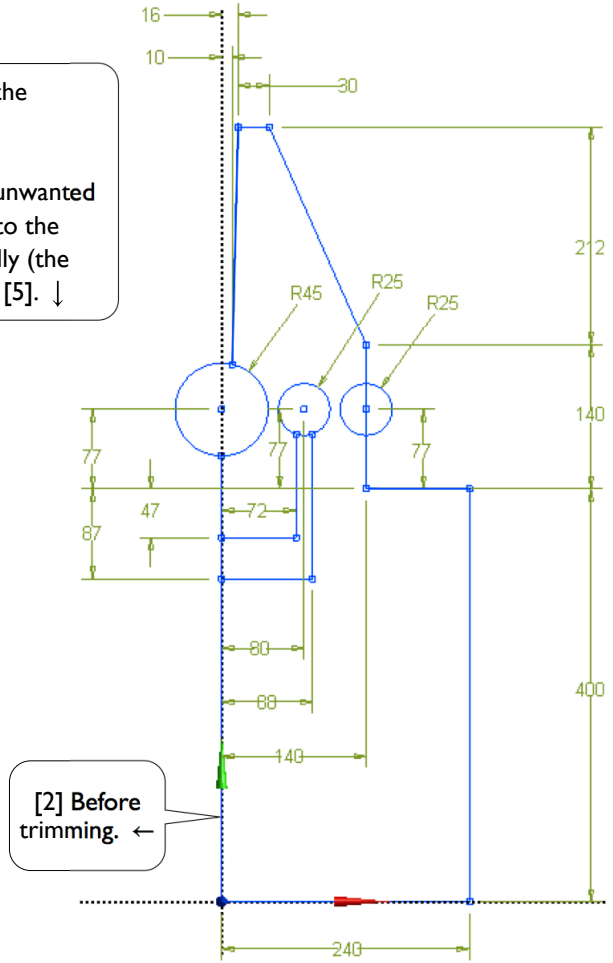 16
10
30
the
unwanted
to the
lly (the
[5]. ↓
212
R45
R25
R25
77
77
77
140
47
72
87
80
88
400
140
[2] Before
trimming. ←
240